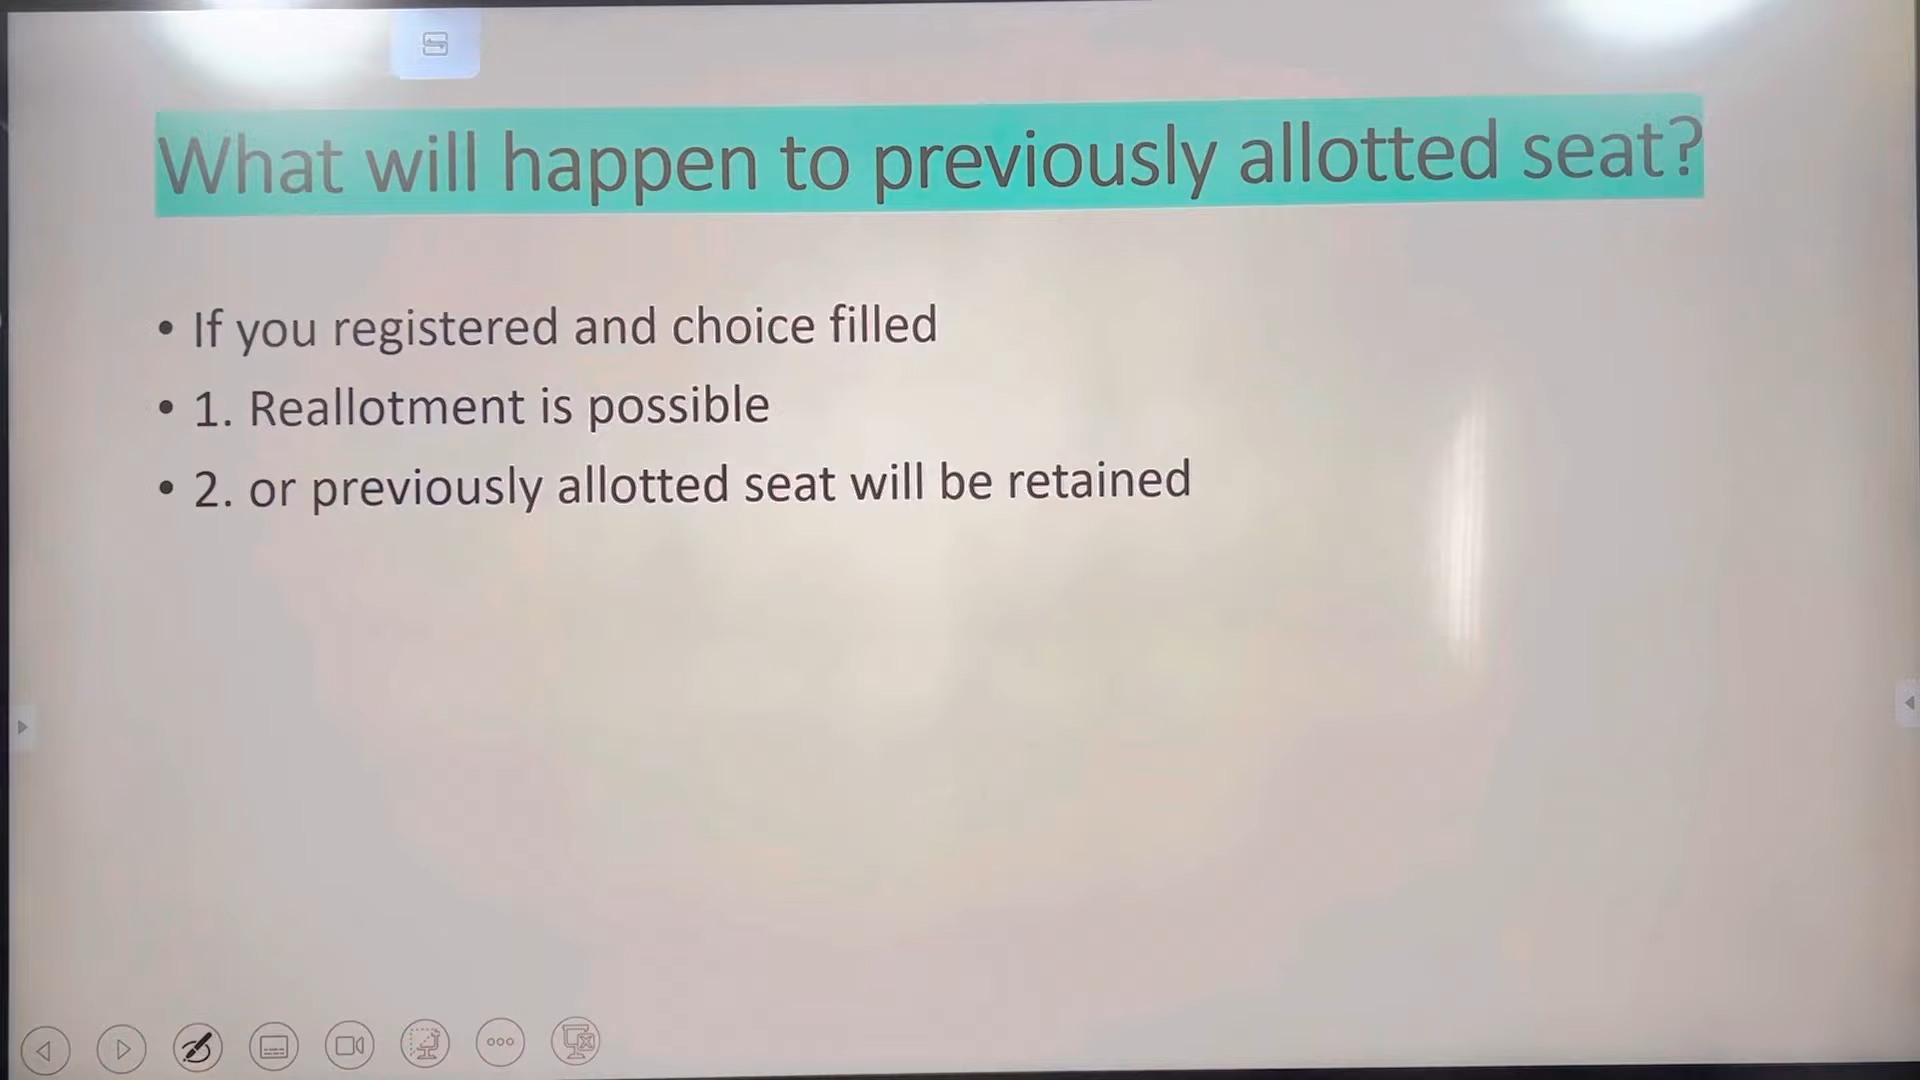 What will happen to previously allotted seat?
• If you registered and choice filled
• 1. Reallotment is possible
• 2. or previously allotted seat will be retained